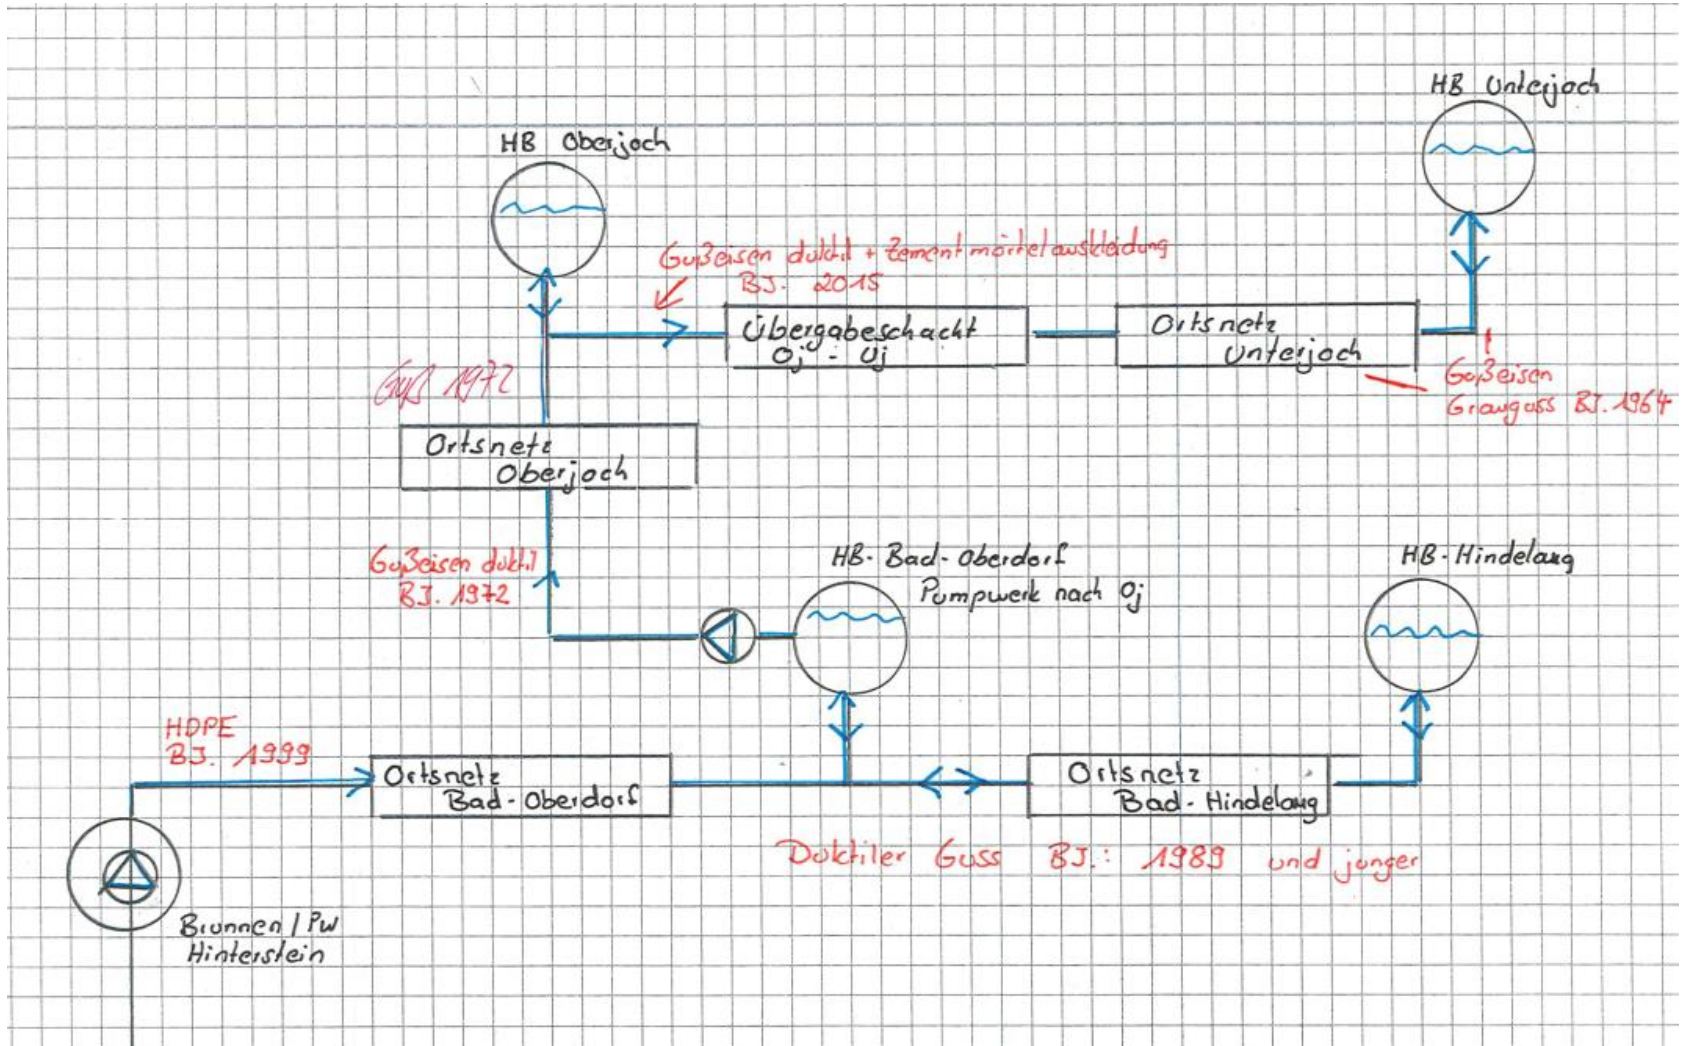 HB Unterjoch
HB Oberjoch
Gußeisen duktil + Zementmörtelauskleidung
BJ. 2015
Übergabeschacht
Oj - Uj
Ortsnetz
Unterjoch
Gußeisen
Grauguss BJ. 1964
Guß 1972
Ortsnetz
Oberjoch
Gußeisen duktil
BJ. 1972
HB-Bad-Oberdorf
Pumpwerk nach Oj
HB-Hindelang
HDPE
BJ. 1999
Ortsnetz
Bad-Oberdorf
Ortsnetz
Bad-Hindelang
Duktiler Guss BJ.: 1989 und junger
Brunnen / PW
Hinterstein